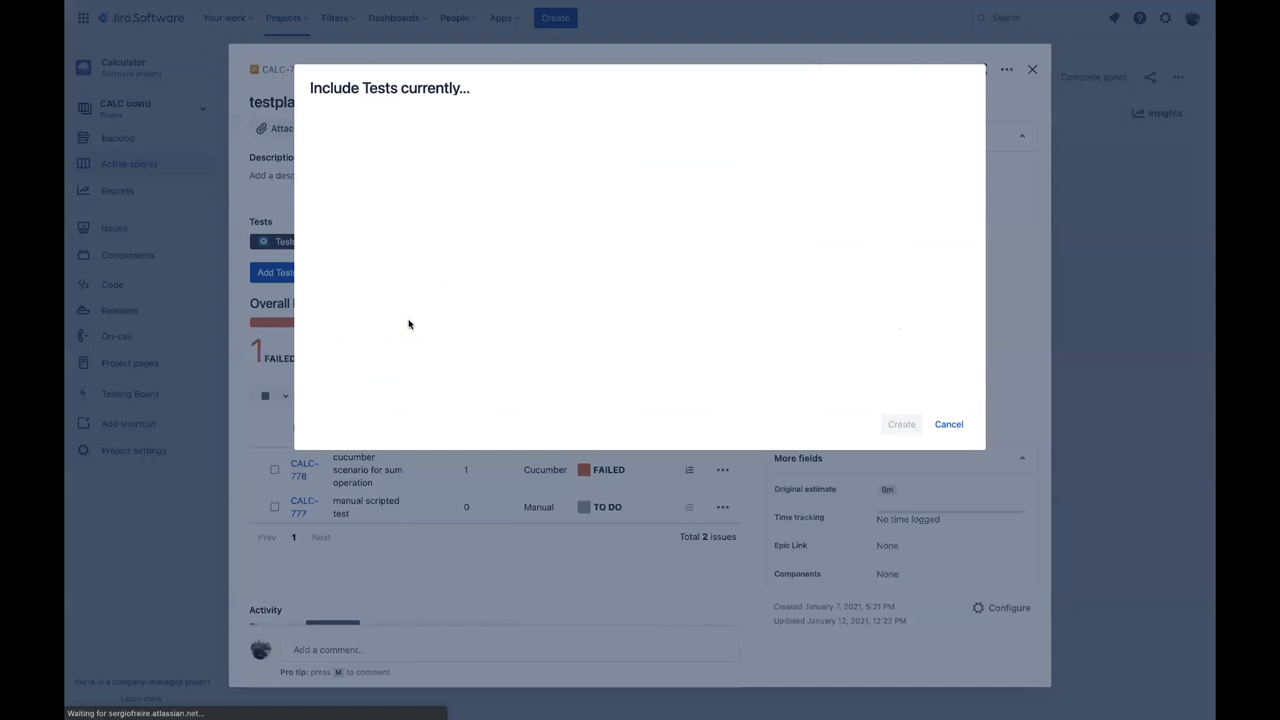 Jira Software
Your work
Projects
Filters
Dashboards
People
Apps
Create
Search
Calculator
Software project
CALC board
Board
Backlog
Active sprints
Reports
Issues
Components
Code
Releases
On-call
Project pages
Testing Board
Add shortcut
Project settings
You're in a company-managed project
Learn more
Waiting for sergiofreire.atlassian.net...
CALC-7
testpla
Attac
Descriptio
Add a desc
Tests
Tests
Add Test
Overall
1 FAILED
Include Tests currently...
Create
Cancel
Complete sprint
Insights
CALC-778
cucumber scenario for sum operation
1
Cucumber
FAILED
CALC-777
manual scripted test
0
Manual
TO DO
Prev
1
Next
Total 2 issues
Activity
Add a comment...
Pro tip: press M to comment
More fields
Original estimate
0m
Time tracking
No time logged
Epic Link
None
Components
None
Created January 7, 2021, 5:21 PM
Updated January 12, 2021, 12:22 PM
Configure